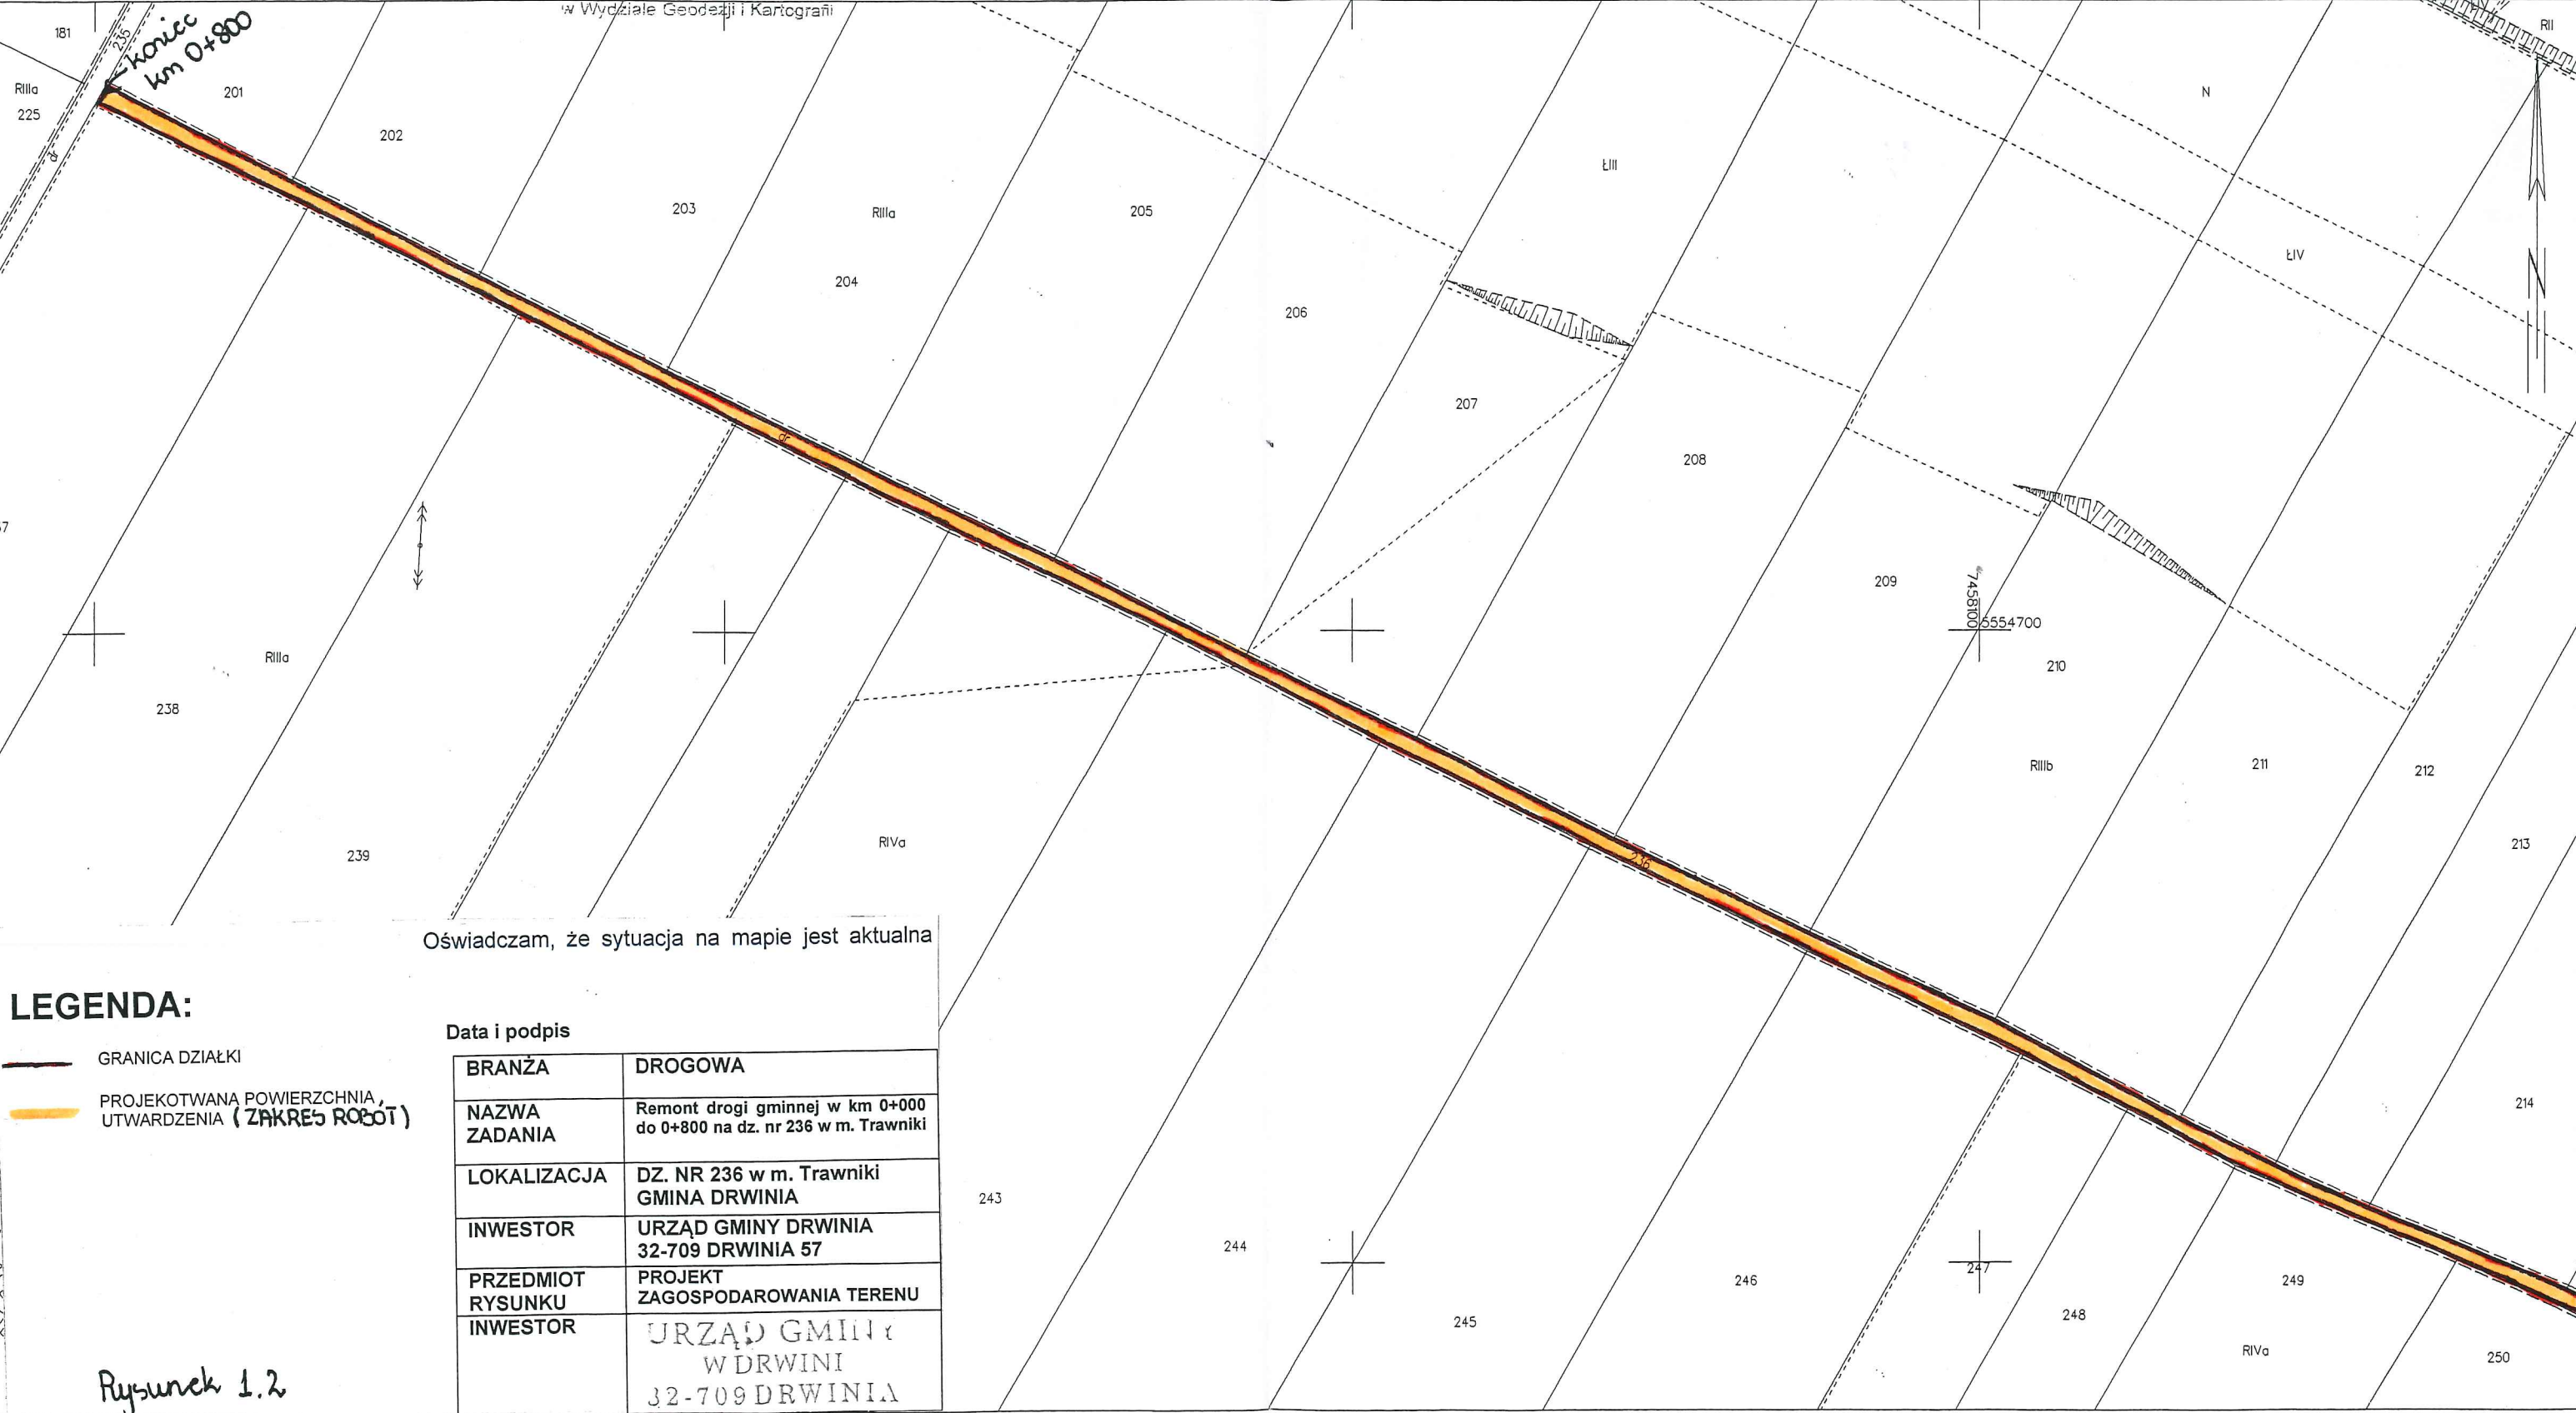 w Wydziale Geodezji i Kartografii
koniec
km 0+800
181
236
RII
RIIIa
225
dr
201
202
203
RIIIa
204
205
206
207
208
209
210
211
212
213
214
ŁIII
N
ŁIV
N
7458100
5554700
RIIIb
dr
236
RIIIa
238
239
RIVa
243
244
245
246
247
248
249
RIVa
250
Oświadczam, że sytuacja na mapie jest aktualna
LEGENDA:
GRANICA DZIAŁKI
PROJEKOTWANA POWIERZCHNIA
UTWARDZENIA (ZAKRES ROBÓT)
Data i podpis
BRANŻA DROGOWA
NAZWA ZADANIA Remont drogi gminnej w km 0+000
do 0+800 na dz. nr 236 w m. Trawniki
LOKALIZACJA DZ. NR 236 w m. Trawniki
GMINA DRWINIA
INWESTOR URZĄD GMINY DRWINIA
32-709 DRWINIA 57
PRZEDMIOT RYSUNKU PROJEKT
ZAGOSPODAROWANIA TERENU
INWESTOR URZĄD GMINY
W DRWINI
32-709 DRWINIA
Rysunek 1.2